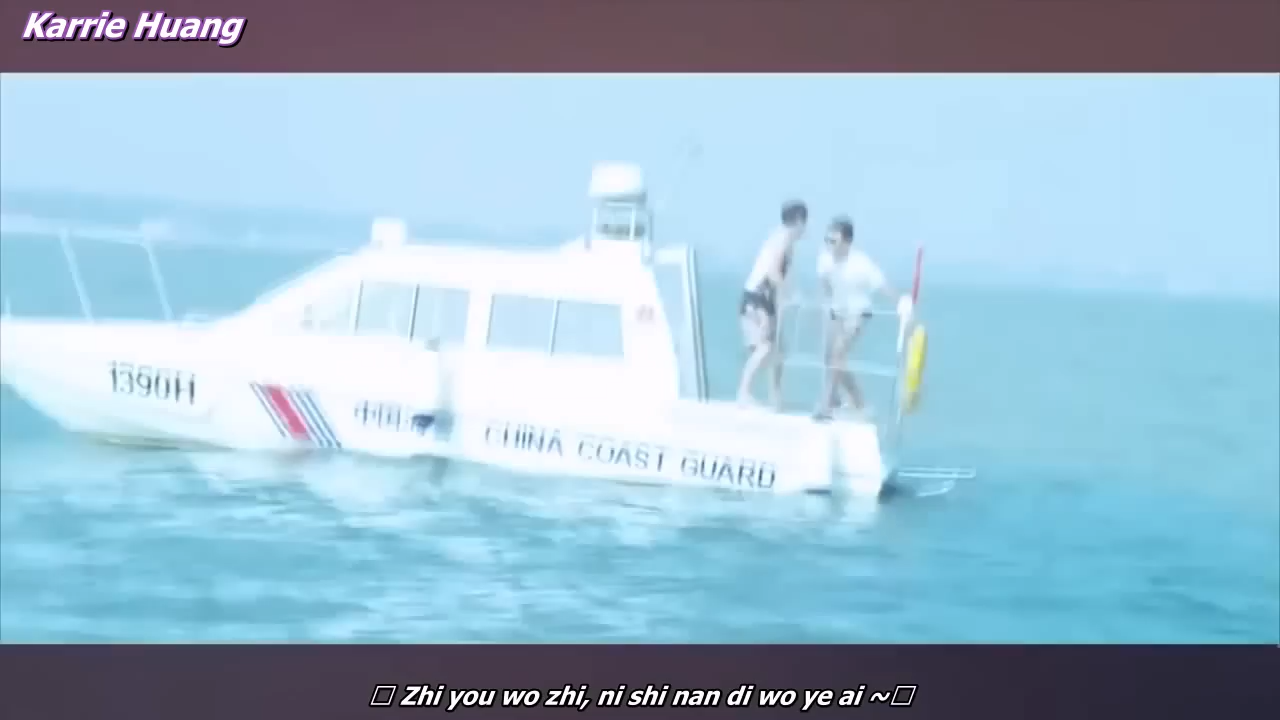 Karrie Huang
1390H
中国
CHINA COAST GUARD
□ Zhi you wo zhi, ni shi nan di wo ye ai ~□